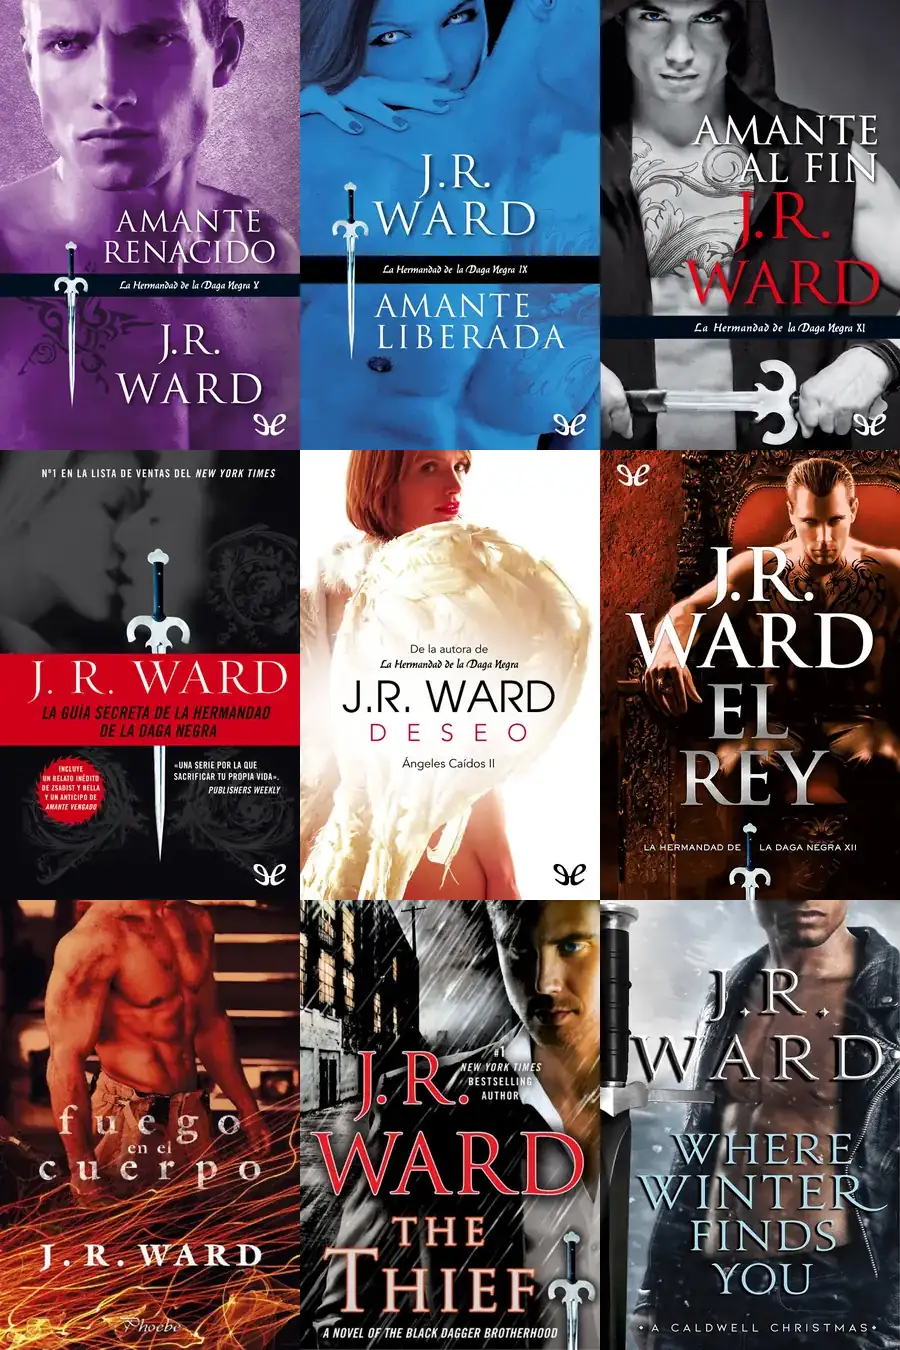 AMANTE
RENACIDO
La Hermandad de la Daga Negra X
J.R.
WARD
J.R.
WARD
La Hermandad de la Daga Negra IX
AMANTE
LIBERADA
AMANTE
AL FIN
J.R.
WARD
La Hermandad de la Daga Negra XI
Nº1 EN LA LISTA DE VENTAS DEL NEW YORK TIMES
J. R. WARD
LA GUÍA SECRETA DE LA HERMANDAD
DE LA DAGA NEGRA
INCLUYE
UN RELATO INÉDITO
DE ZSADIST Y BELLA
Y UN ANTICIPO DE
AMANTE VENGADO
«UNA SERIE POR LA QUE
SACRIFICAR TU PROPIA VIDA».
PUBLISHERS WEEKLY
De la autora de
La Hermandad de la Daga Negra
J.R. WARD
DESEO
Ángeles Caídos II
J.R.
WARD
EL
REY
LA HERMANDAD DE LA DAGA NEGRA XII
fuego
en el
cuerpo
J. R. WARD
Phoebe
#1
NEW YORK TIMES
BESTSELLING
AUTHOR
J.R.
WARD
THE
THIEF
A NOVEL OF THE BLACK DAGGER BROTHERHOOD
J.R.
WARD
WHERE
WINTER
FINDS
YOU
• A CALDWELL CHRISTMAS •